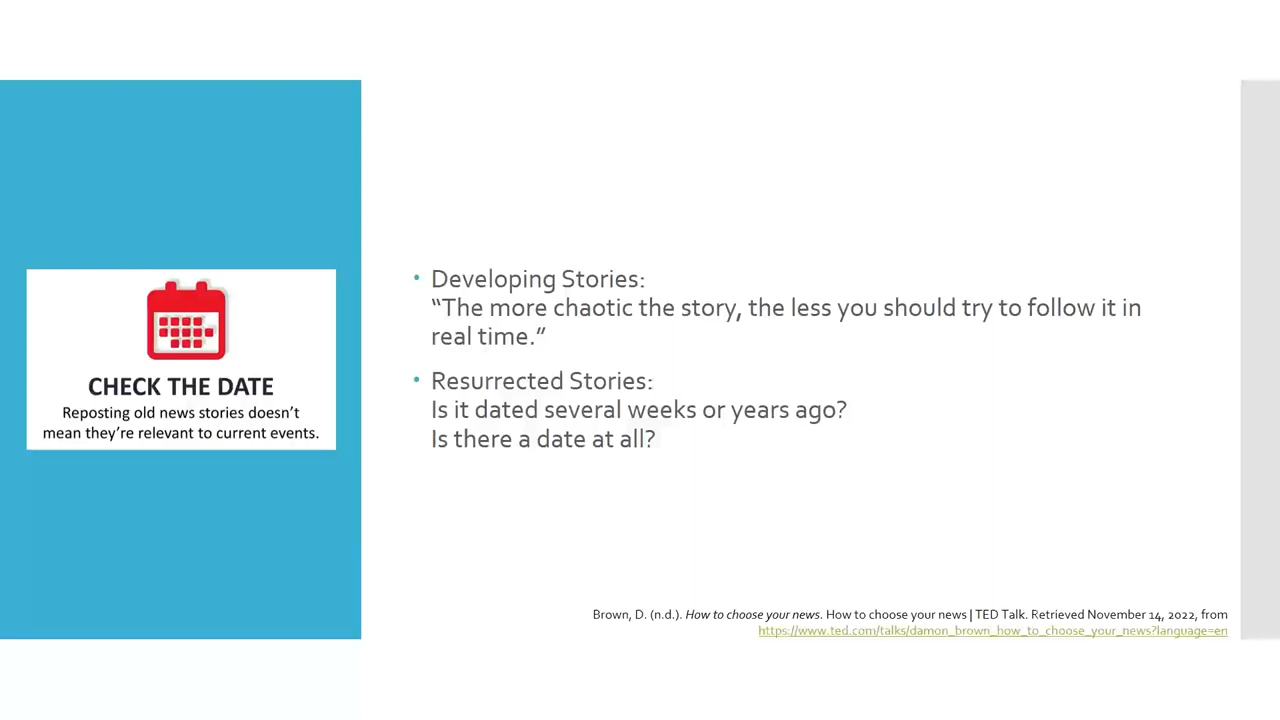 CHECK THE DATE
Reposting old news stories doesn't
mean they're relevant to current events.
• Developing Stories:
“The more chaotic the story, the less you should try to follow it in
real time.”
• Resurrected Stories:
Is it dated several weeks or years ago?
Is there a date at all?
Brown, D. (n.d.). How to choose your news. How to choose your news | TED Talk. Retrieved November 14, 2022, from
https://www.ted.com/talks/damon_brown_how_to_choose_your_news?language=en